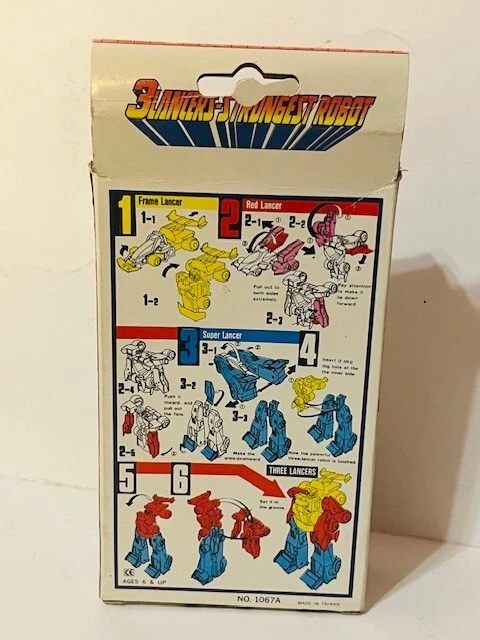 3 LANCERS-STRONGEST ROBOT
1 Frame Lancer
1-1
1-2
2 Red Lancer
2-1
2-2
Pull out to
both sides
extremely
Pay attention
to make it
lie down
forward
2-3
2-4
Push it
inward, and
pull out
the fists
2-5
3 Super Lancer
3-1
3-2
3-3
Make the
arms downward
4
Insert it into
ing hole at the
the inner side.
Now the powerful
three-lancer robot is finished
5
6
Set it in
the groove
THREE LANCERS
CE
AGES 6 & UP
NO. 1067A
MADE IN TAIWAN